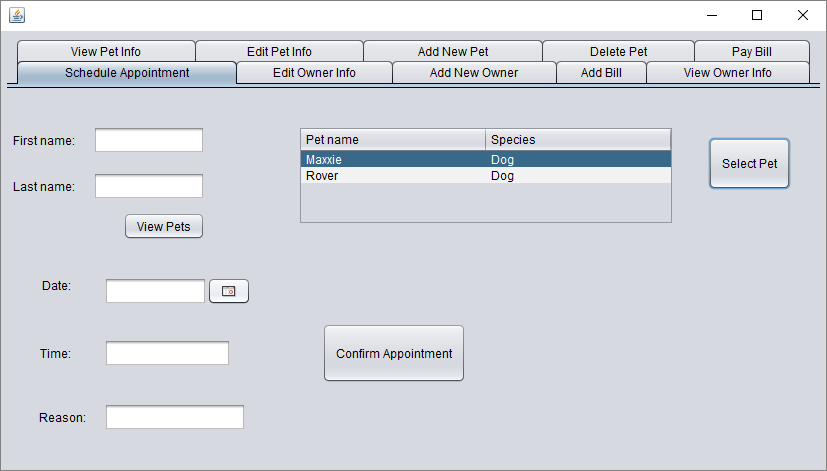 View Pet Info Edit Pet Info Add New Pet Delete Pet Pay Bill
Schedule Appointment Edit Owner Info Add New Owner Add Bill View Owner Info
First name:
Last name:
View Pets
Pet name Species
Maxxie Dog
Rover Dog
Select Pet
Date:
Time:
Confirm Appointment
Reason: